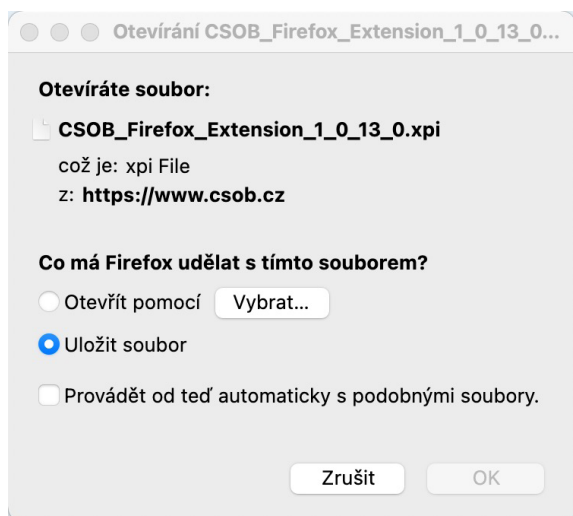 Otevírání CSOB_Firefox_Extension_1_0_13_0...
Otevíráte soubor:
CSOB_Firefox_Extension_1_0_13_0.xpi
což je: xpi File
z: https://www.csob.cz
Co má Firefox udělat s tímto souborem?
Otevřít pomocí Vybrat...
Uložit soubor
Provádět od teď automaticky s podobnými soubory.
Zrušit OK